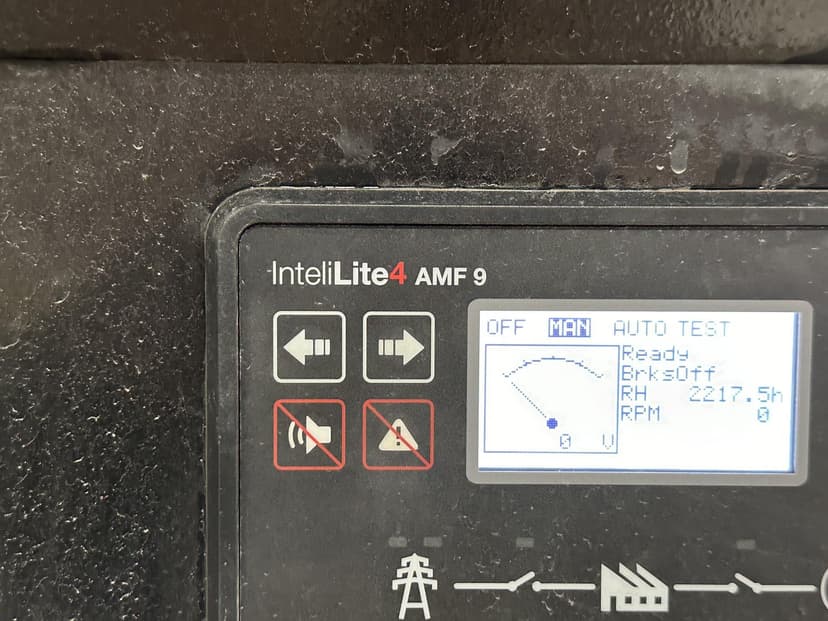 InteliLite4 AMF 9
OFF MAN AUTO TEST
Ready
BrksOff
RH 2217.5h
RPM 0
0 V